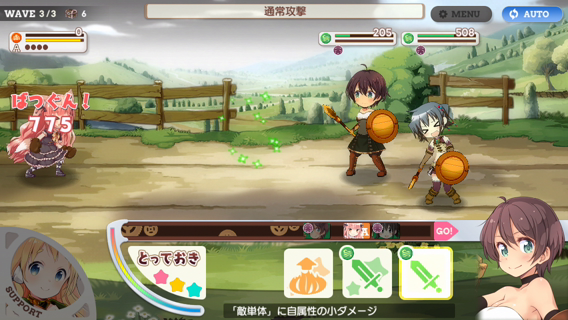 WAVE 3/3
6
通常攻撃
MENU
AUTO
0
A
205
508
ばつぐん！
775
A
GO!
とっておき
SUPPORT
「敵単体」に自属性の小ダメージ